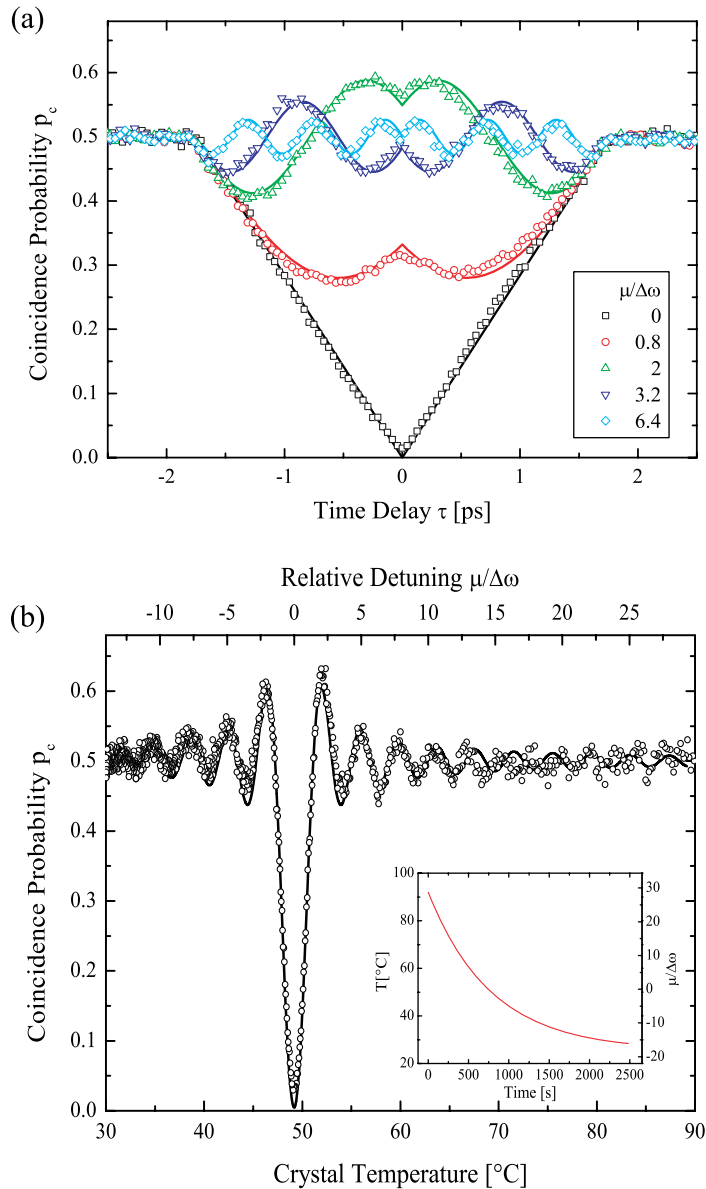 (a)
0.6
0.5
0.4
0.3
0.2
0.1
0.0
Coincidence Probability p_c
-2 -1 0 1 2
Time Delay τ [ps]
μ/Δω
0
0.8
2
3.2
6.4
Relative Detuning μ/Δω
(b)
-10 -5 0 5 10 15 20 25
0.6
0.5
0.4
0.3
0.2
0.1
0.0
Coincidence Probability p_c
30 40 50 60 70 80 90
Crystal Temperature [°C]
100
80
60
40
20
T[°C]
30
15
0
-15
-20
μ/Δω
0 500 1000 1500 2000 2500
Time [s]